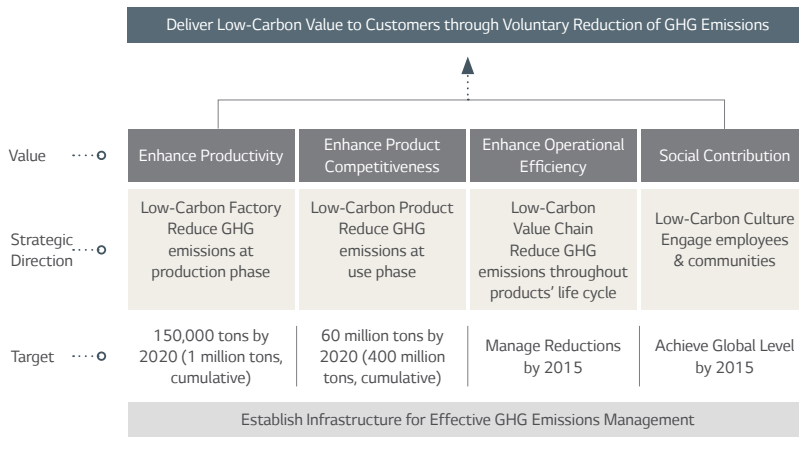 Deliver Low-Carbon Value to Customers through Voluntary Reduction of GHG Emissions
Value
Enhance Productivity
Enhance Product
Competitiveness
Enhance Operational
Efficiency
Social Contribution
Strategic
Direction
Low-Carbon Factory
Reduce GHG
emissions at
production phase
Low-Carbon Product
Reduce GHG
emissions at
use phase
Low-Carbon
Value Chain
Reduce GHG
emissions throughout
products' life cycle
Low-Carbon Culture
Engage employees
& communities
Target
150,000 tons by
2020 (1 million tons,
cumulative)
60 million tons by
2020 (400 million
tons, cumulative)
Manage Reductions
by 2015
Achieve Global Level
by 2015
Establish Infrastructure for Effective GHG Emissions Management